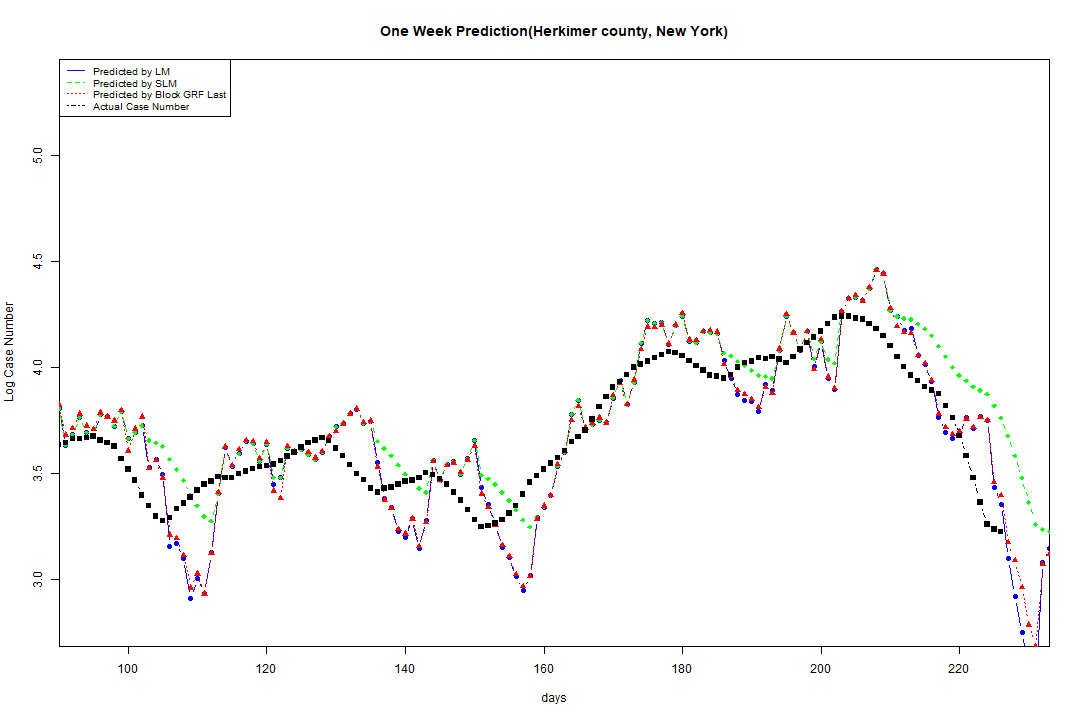 One Week Prediction(Herkimer county, New York)
Predicted by LM
Predicted by SLM
Predicted by Block GRF Last
Actual Case Number
Log Case Number
5.0
4.5
4.0
3.5
3.0
100 120 140 160 180 200 220
days